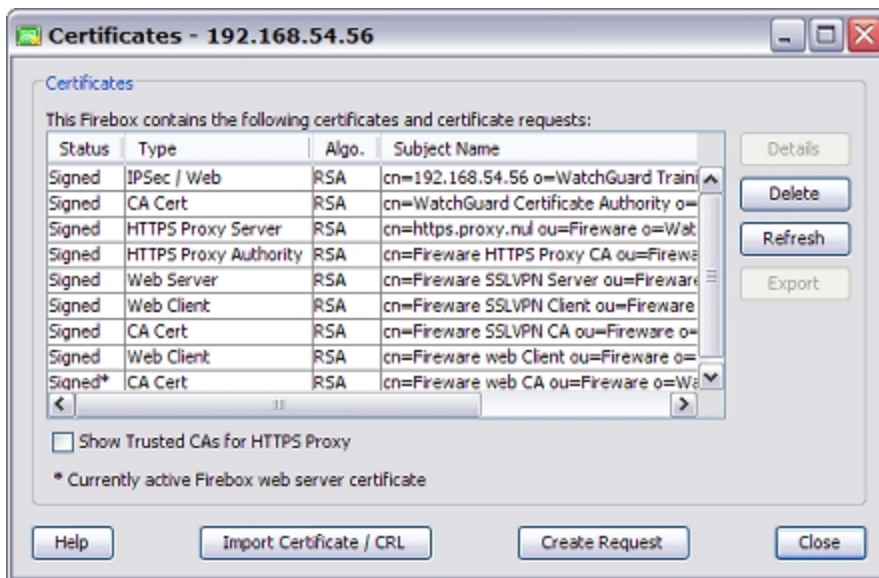 Certificates - 192.168.54.56
Certificates
This Firebox contains the following certificates and certificate requests:
Status Type Algo. Subject Name
Signed IPSec / Web RSA cn=192.168.54.56 o=WatchGuard Traini
Signed CA Cert RSA cn=WatchGuard Certificate Authority o=
Signed HTTPS Proxy Server RSA cn=https.proxy.nul ou=Fireware o=Wat
Signed HTTPS Proxy Authority RSA cn=Fireware HTTPS Proxy CA ou=Firewa
Signed Web Server RSA cn=Fireware SSLVPN Server ou=Fireware
Signed Web Client RSA cn=Fireware SSLVPN Client ou=Fireware
Signed CA Cert RSA cn=Fireware SSLVPN CA ou=Fireware o=
Signed Web Client RSA cn=Fireware web Client ou=Fireware o=
Signed* CA Cert RSA cn=Fireware web CA ou=Fireware o=Wa
Details
Delete
Refresh
Export
Show Trusted CAs for HTTPS Proxy
* Currently active Firebox web server certificate
Help Import Certificate / CRL Create Request Close